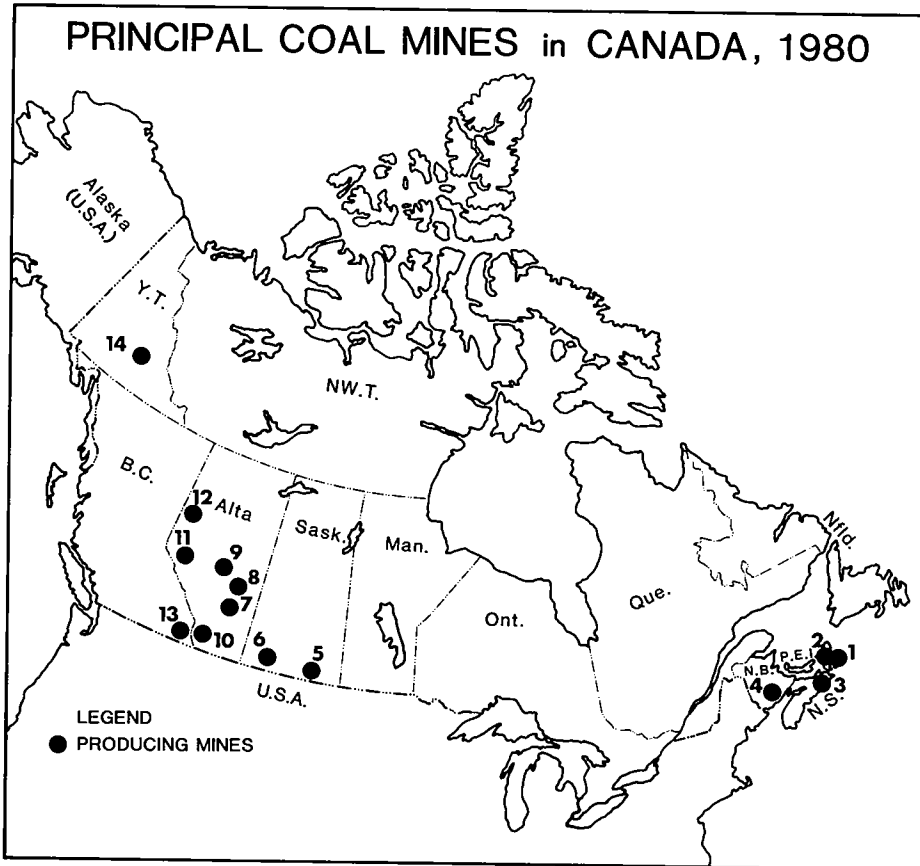 PRINCIPAL COAL MINES in CANADA, 1980
Alaska
(U.S.A.)
Y.T.
14
NW.T.
B.C.
12
Alta
11
9
8
7
13
10
6
5
Sask.
Man.
Ont.
Que.
Nfld.
U.S.A.
2
P.E.I
1
N.B.
4
3
N.S.
LEGEND
PRODUCING MINES